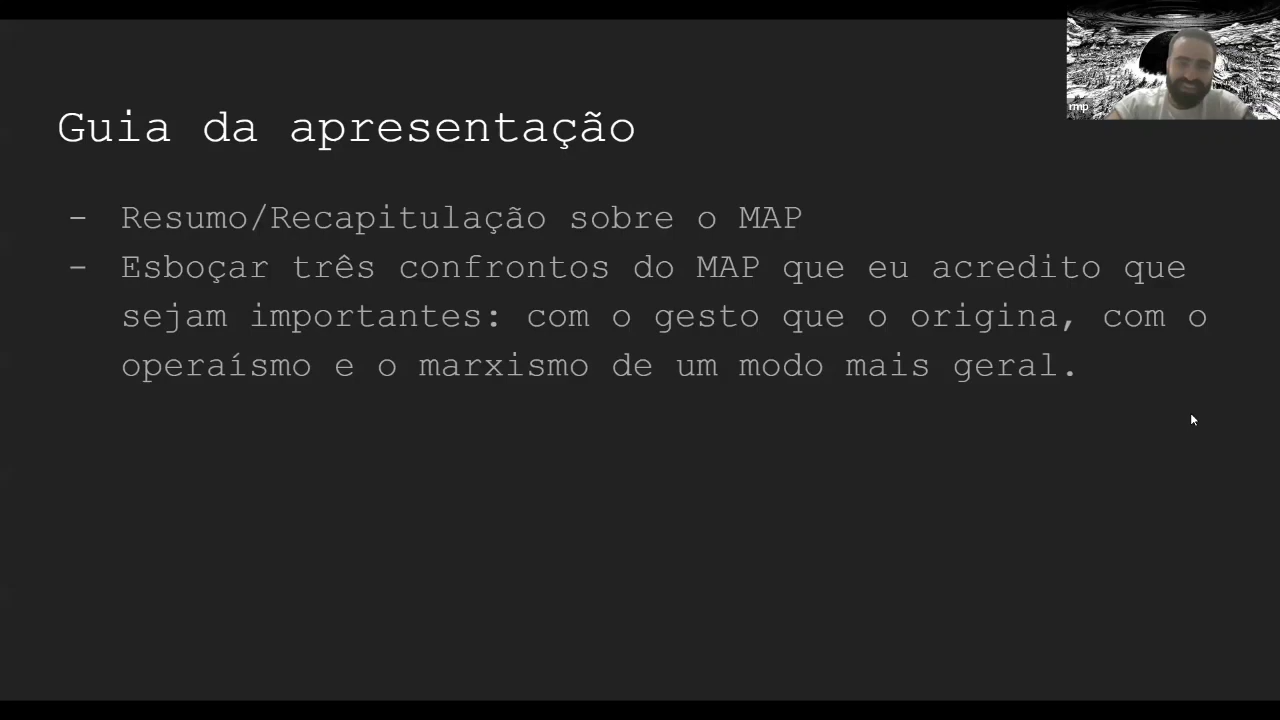 Guia da apresentação
- Resumo/Recapitulação sobre o MAP
- Esboçar três confrontos do MAP que eu acredito que
sejam importantes: com o gesto que o origina, com o
operaísmo e o marxismo de um modo mais geral.
rmp